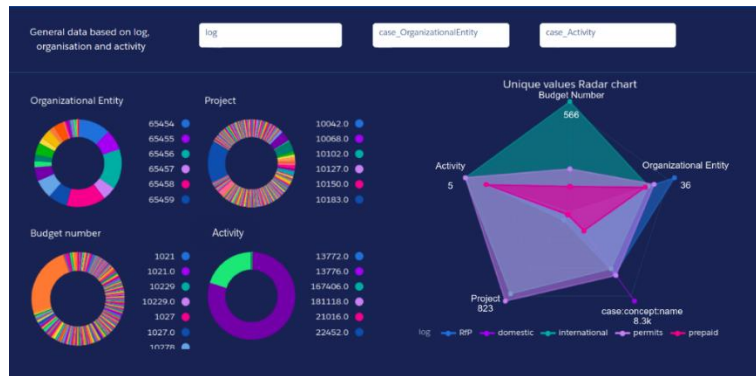 General data based on log,
organisation and activity
log
case_OrganizationalEntity
case_Activity
Organizational Entity
65454
65455
65456
65457
65458
65459
Project
10042.0
10068.0
10102.0
10127.0
10150.0
10183.0
Budget number
1021
1021.0
10229
10229.0
1027
1027.0
10278
Activity
13772.0
13776.0
167406.0
181118.0
21016.0
22452.0
Unique values Radar chart
Budget Number
566
Organizational Entity
36
case:concept:name
8.3k
Project
823
Activity
5
log RfP domestic international permits prepaid